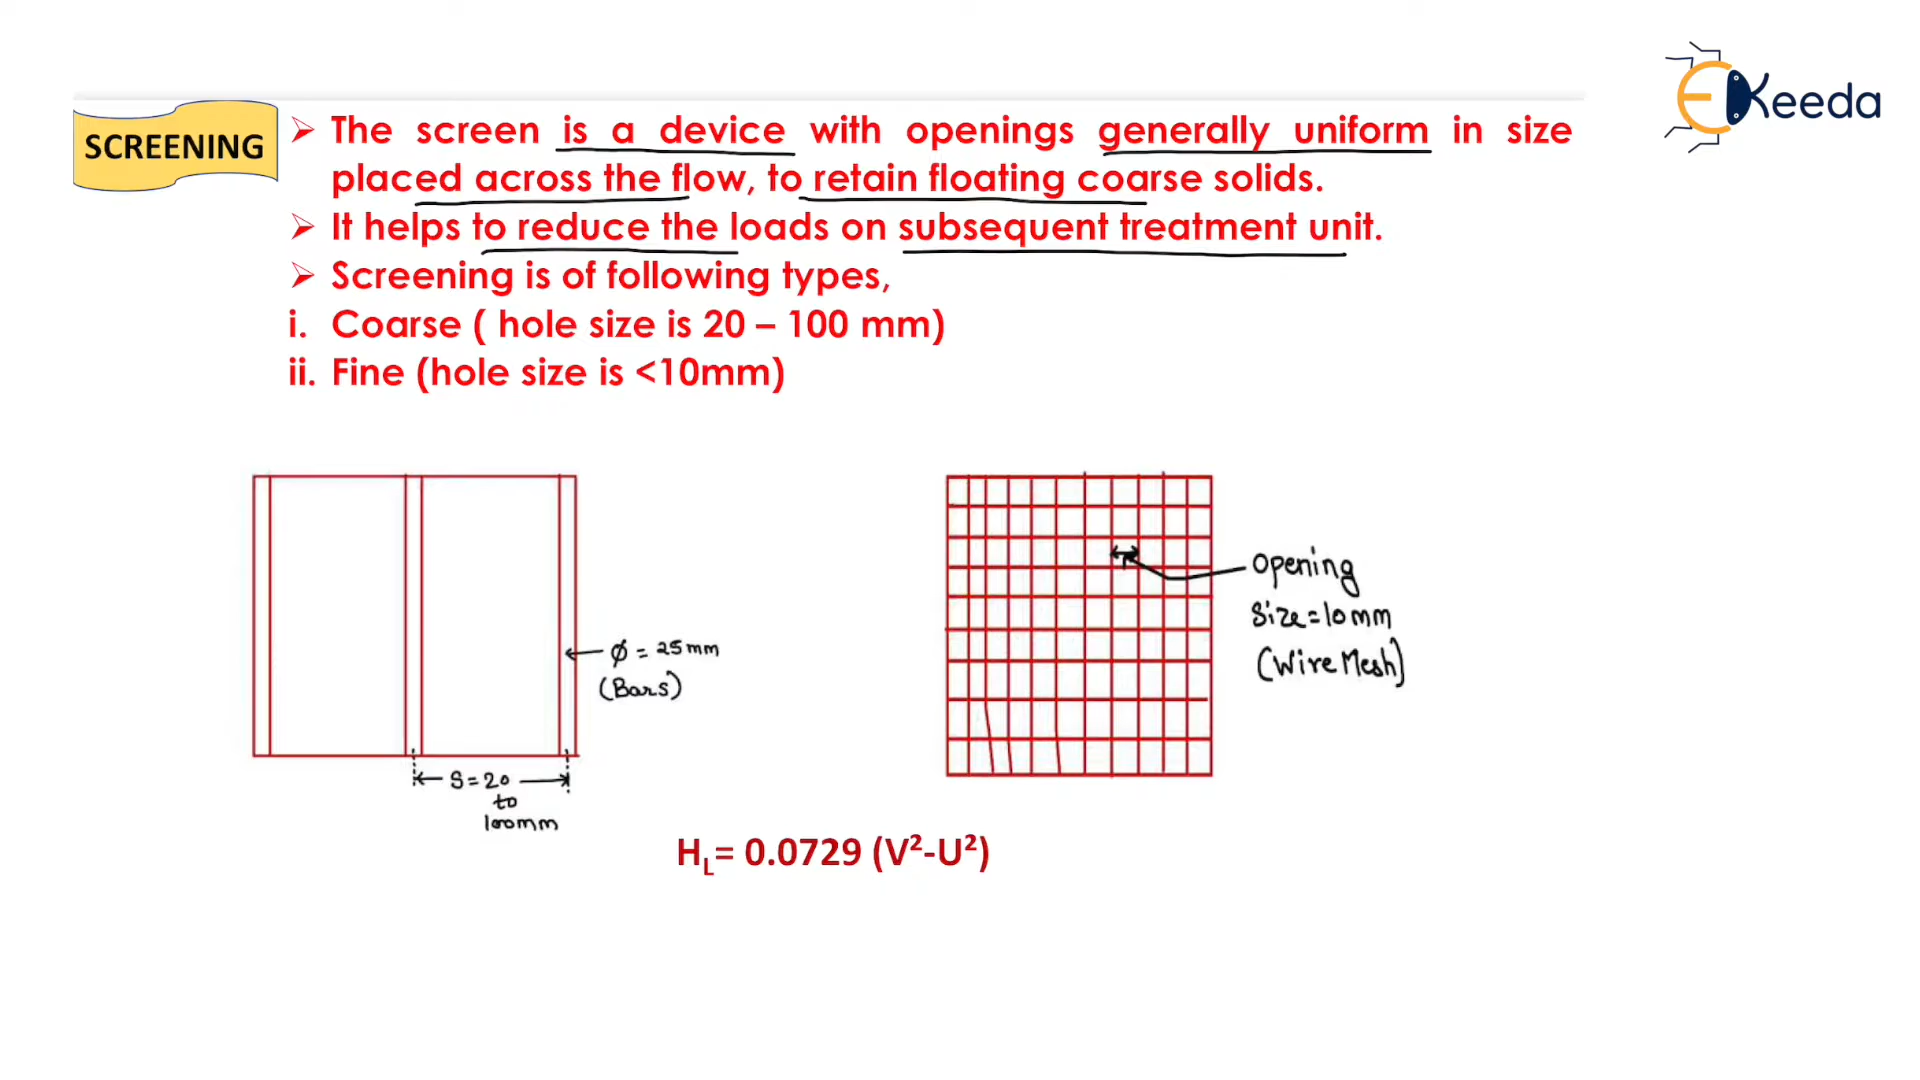 EKeeda
SCREENING
➢ The screen is a device with openings generally uniform in size
placed across the flow, to retain floating coarse solids.
➢ It helps to reduce the loads on subsequent treatment unit.
➢ Screening is of following types,
i. Coarse ( hole size is 20 – 100 mm)
ii. Fine (hole size is <10mm)
Ø = 25mm
(Bars)
S = 20
to
100mm
Opening
Size=10mm
(Wire Mesh)
H_L= 0.0729 (V²-U²)